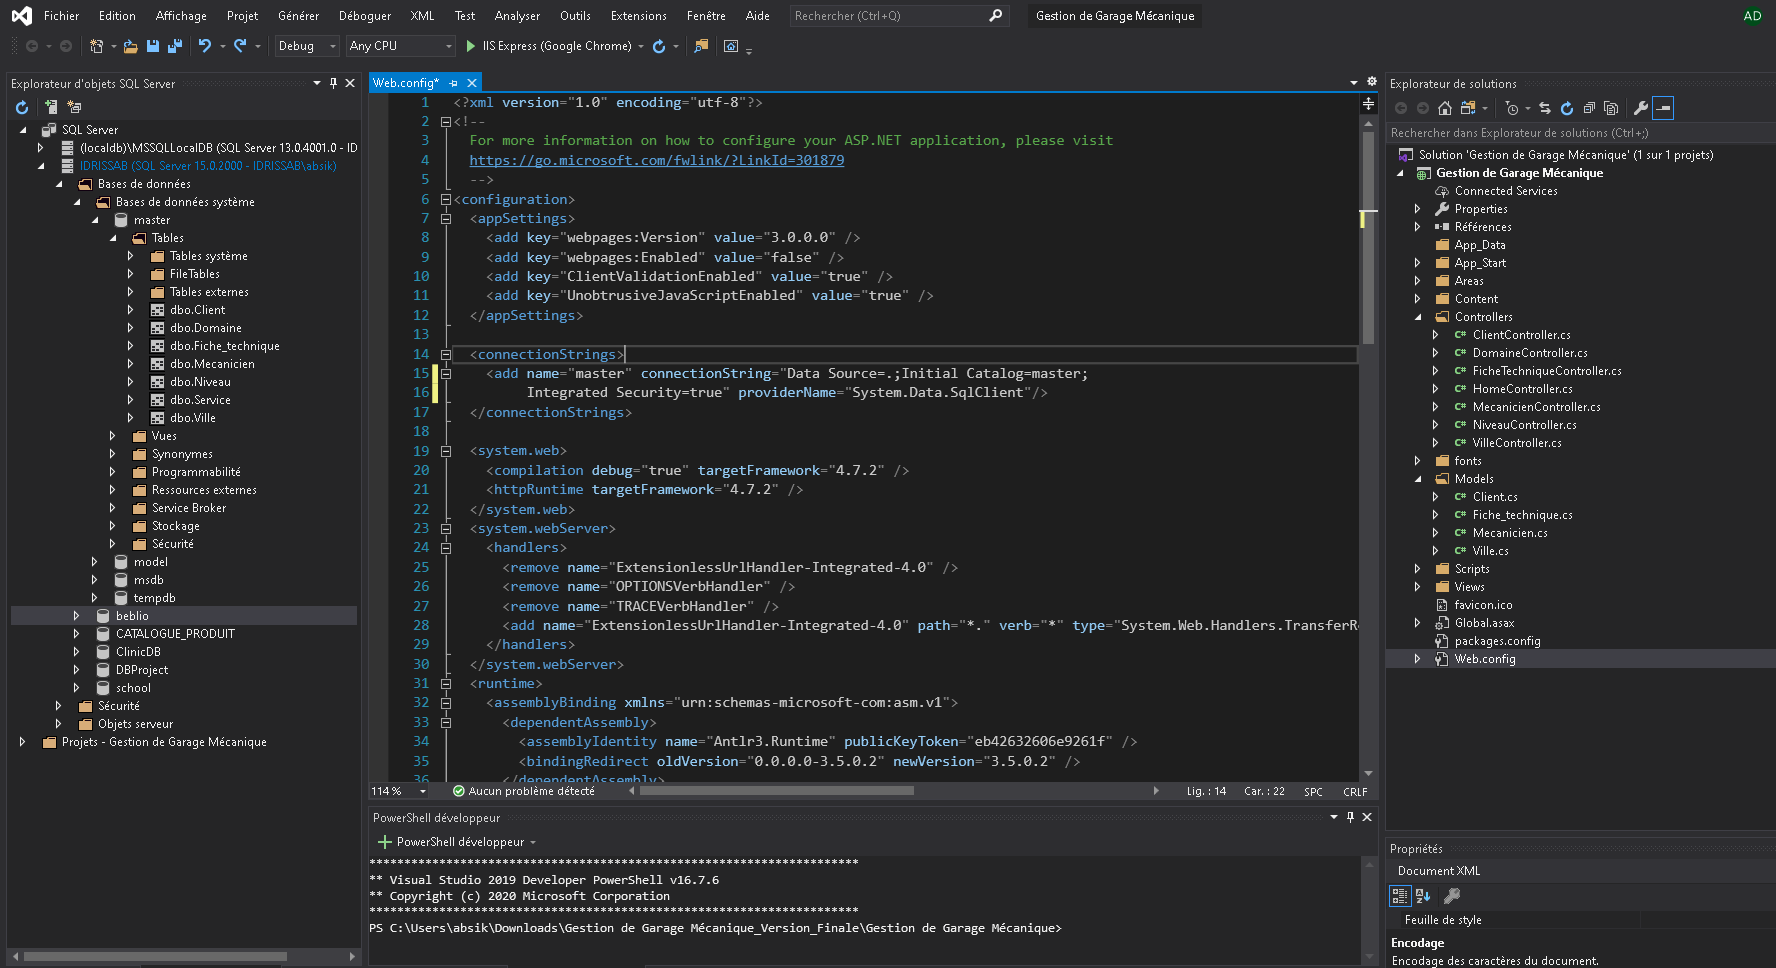 Fichier Edition Affichage Projet Générer Déboguer XML Test Analyser Outils Extensions Fenêtre Aide Rechercher (Ctrl+Q) Gestion de Garage Mécanique AD
Debug Any CPU IIS Express (Google Chrome)
Explorateur d'objets SQL Server
SQL Server
(localdb)\MSSQLLocalDB (SQL Server 13.0.4001.0 - ID
IDRISSAB (SQL Server 15.0.2000 - IDRISSAB\absik)
Bases de données
Bases de données système
master
Tables
Tables système
FileTables
Tables externes
dbo.Client
dbo.Domaine
dbo.Fiche_technique
dbo.Mecanicien
dbo.Niveau
dbo.Service
dbo.Ville
Vues
Synonymes
Programmabilité
Ressources externes
Service Broker
Stockage
Sécurité
model
msdb
tempdb
beblio
CATALOGUE_PRODUIT
ClinicDB
DBProject
school
Sécurité
Objets serveur
Projets - Gestion de Garage Mécanique
Web.config*
1 <?xml version="1.0" encoding="utf-8"?>
2 <!--
3 For more information on how to configure your ASP.NET application, please visit
4 https://go.microsoft.com/fwlink/?LinkId=301879
5 -->
6 <configuration>
7 <appSettings>
8 <add key="webpages:Version" value="3.0.0.0" />
9 <add key="webpages:Enabled" value="false" />
10 <add key="ClientValidationEnabled" value="true" />
11 <add key="UnobtrusiveJavaScriptEnabled" value="true" />
12 </appSettings>
13
14 <connectionStrings>
15 <add name="master" connectionString="Data Source=.;Initial Catalog=master;
16 Integrated Security=true" providerName="System.Data.SqlClient"/>
17 </connectionStrings>
18
19 <system.web>
20 <compilation debug="true" targetFramework="4.7.2" />
21 <httpRuntime targetFramework="4.7.2" />
22 </system.web>
23 <system.webServer>
24 <handlers>
25 <remove name="ExtensionlessUrlHandler-Integrated-4.0" />
26 <remove name="OPTIONSVerbHandler" />
27 <remove name="TRACEVerbHandler" />
28 <add name="ExtensionlessUrlHandler-Integrated-4.0" path="*." verb="*" type="System.Web.Handlers.TransferRe
29 </handlers>
30 </system.webServer>
31 <runtime>
32 <assemblyBinding xmlns="urn:schemas-microsoft-com:asm.v1">
33 <dependentAssembly>
34 <assemblyIdentity name="Antlr3.Runtime" publicKeyToken="eb42632606e9261f" />
35 <bindingRedirect oldVersion="0.0.0.0-3.5.0.2" newVersion="3.5.0.2" />
36 </dependentAssembly>
114 % Aucun problème détecté Lig. : 14 Car. : 22 SPC CRLF
PowerShell développeur
PowerShell développeur
**********************************************************************
** Visual Studio 2019 Developer PowerShell v16.7.6
** Copyright (c) 2020 Microsoft Corporation
**********************************************************************
PS C:\Users\absik\Downloads\Gestion de Garage Mécanique_Version_Finale\Gestion de Garage Mécanique>
Explorateur de solutions
Rechercher dans Explorateur de solutions (Ctrl+;)
Solution 'Gestion de Garage Mécanique' (1 sur 1 projets)
Gestion de Garage Mécanique
Connected Services
Properties
Références
App_Data
App_Start
Areas
Content
Controllers
C# ClientController.cs
C# DomaineController.cs
C# FicheTechniqueController.cs
C# HomeController.cs
C# MecanicienController.cs
C# NiveauController.cs
C# VilleController.cs
fonts
Models
C# Client.cs
C# Fiche_technique.cs
C# Mecanicien.cs
C# Ville.cs
Scripts
Views
favicon.ico
Global.asax
packages.config
Web.config
Propriétés
Document XML
Feuille de style
Encodage
Encodage des caractères du document.